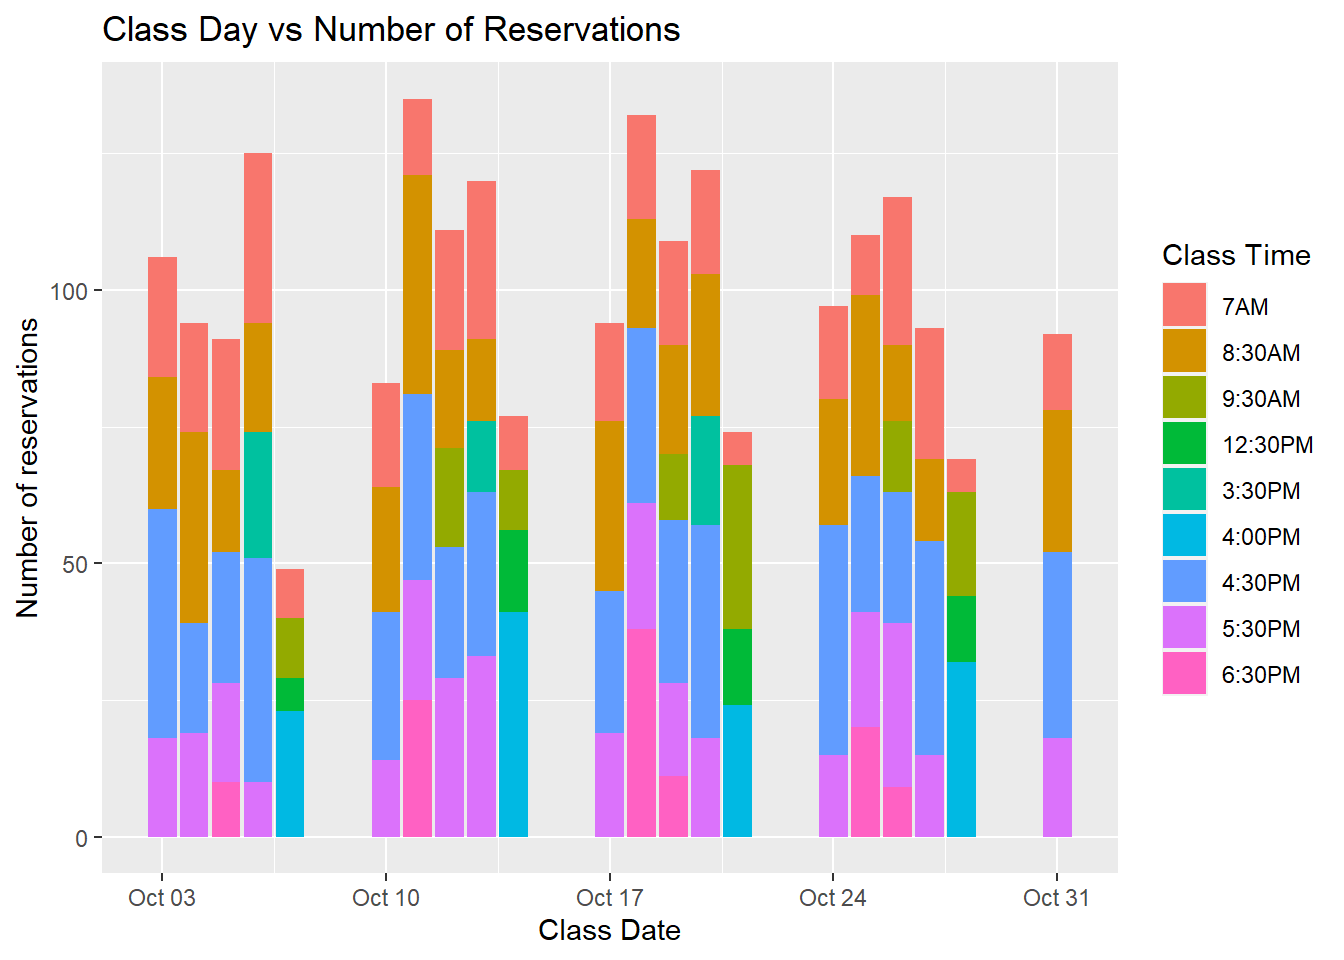 Class Day vs Number of Reservations
Number of reservations
100
50
0
Oct 03
Oct 10
Oct 17
Oct 24
Oct 31
Class Date
Class Time
7AM
8:30AM
9:30AM
12:30PM
3:30PM
4:00PM
4:30PM
5:30PM
6:30PM